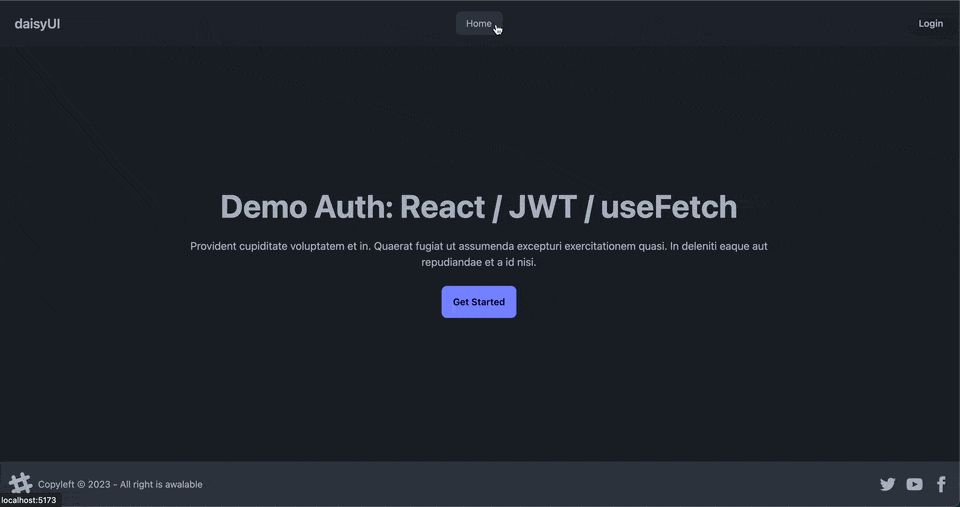 daisyUI
Home
Login
Demo Auth: React / JWT / useFetch
Provident cupiditate voluptatem et in. Quaerat fugiat ut assumenda excepturi exercitationem quasi. In deleniti eaque aut
repudiandae et a id nisi.
Get Started
Copyleft © 2023 - All right is awalable
localhost:5173